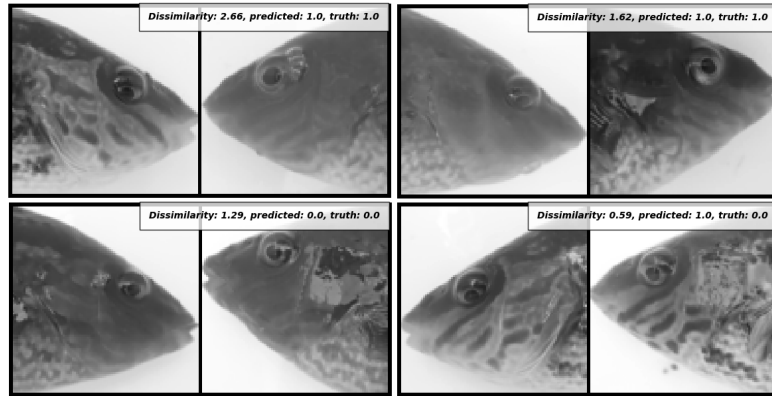 Dissimilarity: 2.66, predicted: 1.0, truth: 1.0
Dissimilarity: 1.62, predicted: 1.0, truth: 1.0
Dissimilarity: 1.29, predicted: 0.0, truth: 0.0
Dissimilarity: 0.59, predicted: 1.0, truth: 0.0